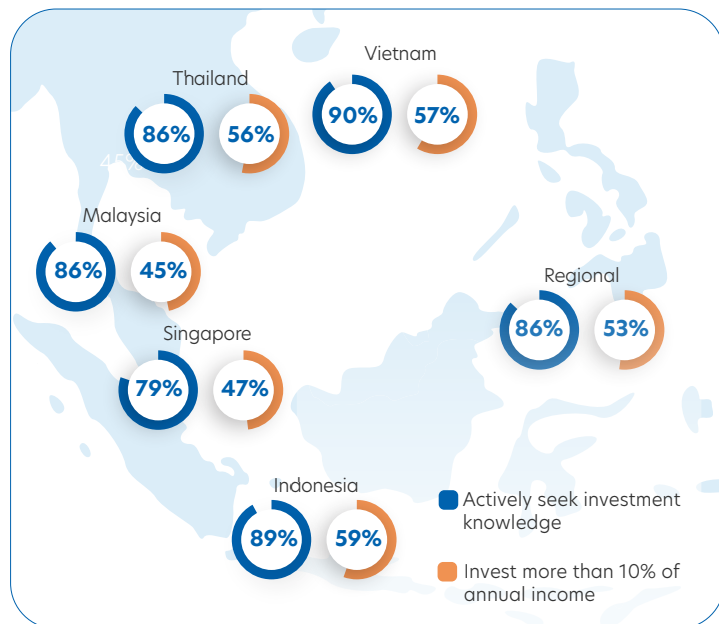 Vietnam
90% 57%
Thailand
86% 56%
45%
Malaysia
86% 45%
Regional
86% 53%
Singapore
79% 47%
Indonesia
89% 59%
Actively seek investment
knowledge
Invest more than 10% of
annual income